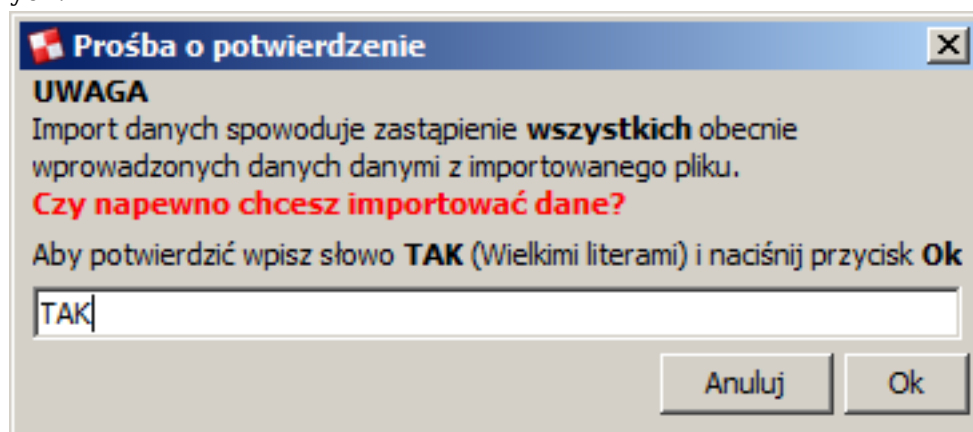 Prośba o potwierdzenie
UWAGA
Import danych spowoduje zastąpienie wszystkich obecnie
wprowadzonych danych danymi z importowanego pliku.
Czy napewno chcesz importować dane?
Aby potwierdzić wpisz słowo TAK (Wielkimi literami) i naciśnij przycisk Ok
TAK
Anuluj Ok